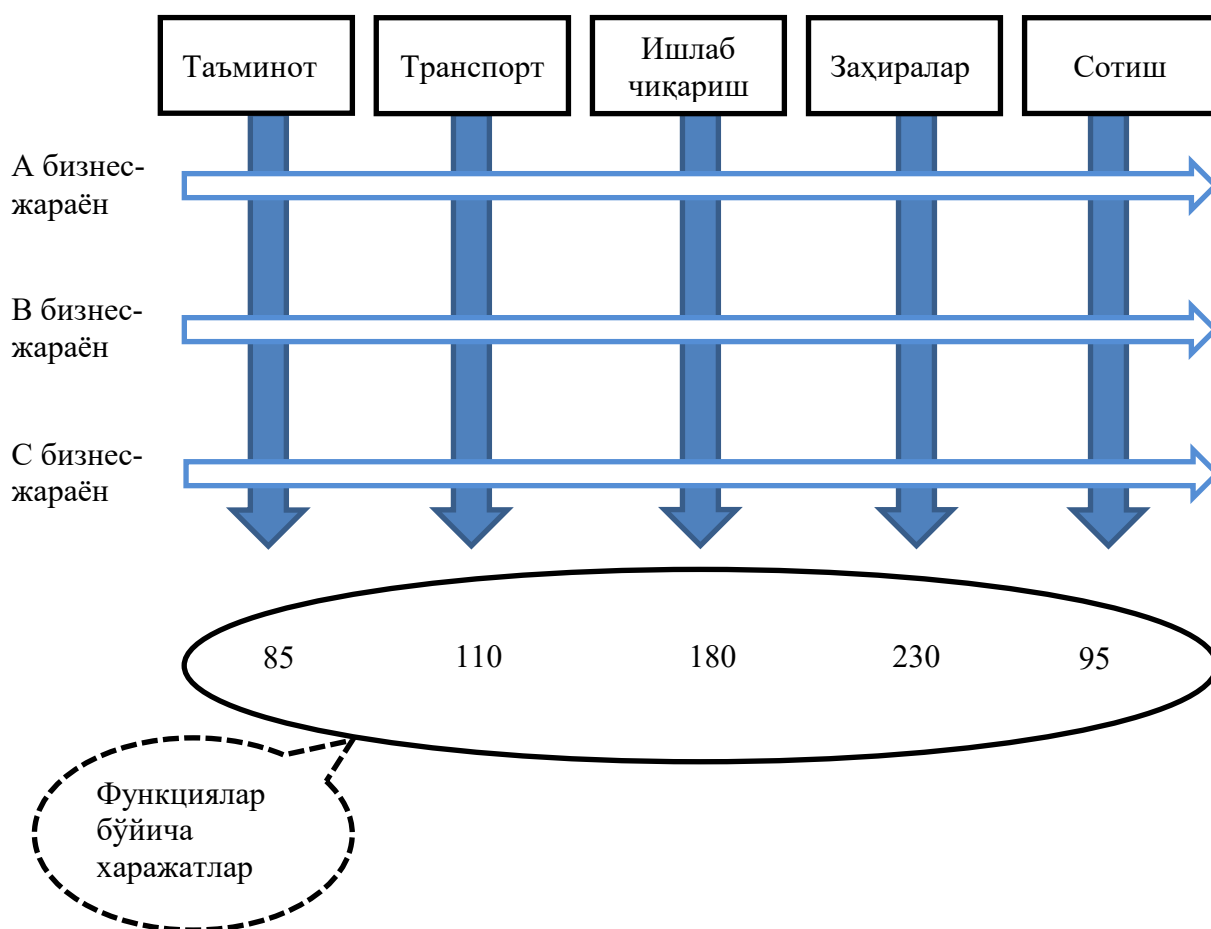 Таъминот
Транспорт
Ишлаб
чиқариш
Заҳиралар
Сотиш
А бизнес-
жараён
В бизнес-
жараён
С бизнес-
жараён
85
110
180
230
95
Функциялар
бўйича
харажатлар